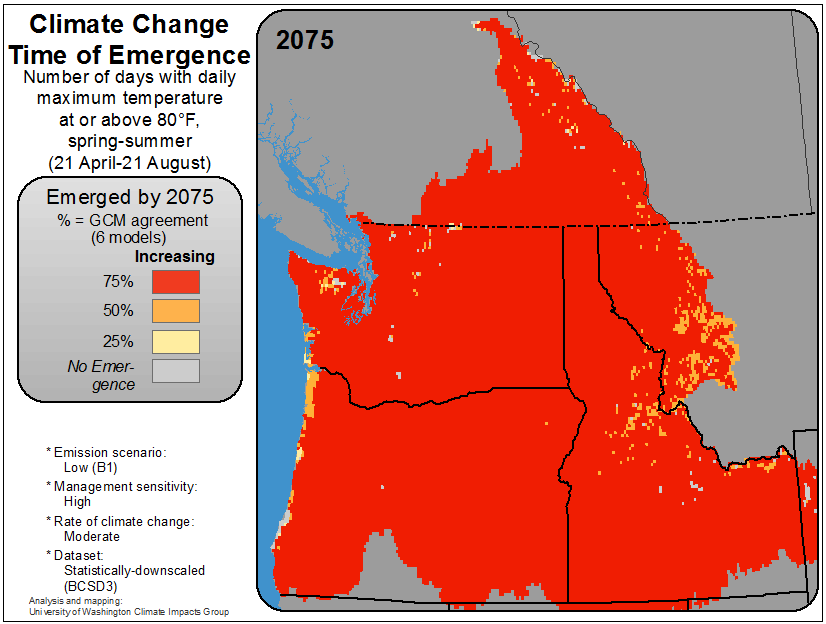 Climate Change
Time of Emergence
Number of days with daily
maximum temperature
at or above 80°F,
spring-summer
(21 April-21 August)
Emerged by 2075
% = GCM agreement
(6 models)
Increasing
75%
50%
25%
No Emer-
gence
* Emission scenario:
Low (B1)
* Management sensitivity:
High
* Rate of climate change:
Moderate
* Dataset:
Statistically-downscaled
(BCSD3)
Analysis and mapping:
University of Washington Climate Impacts Group
2075